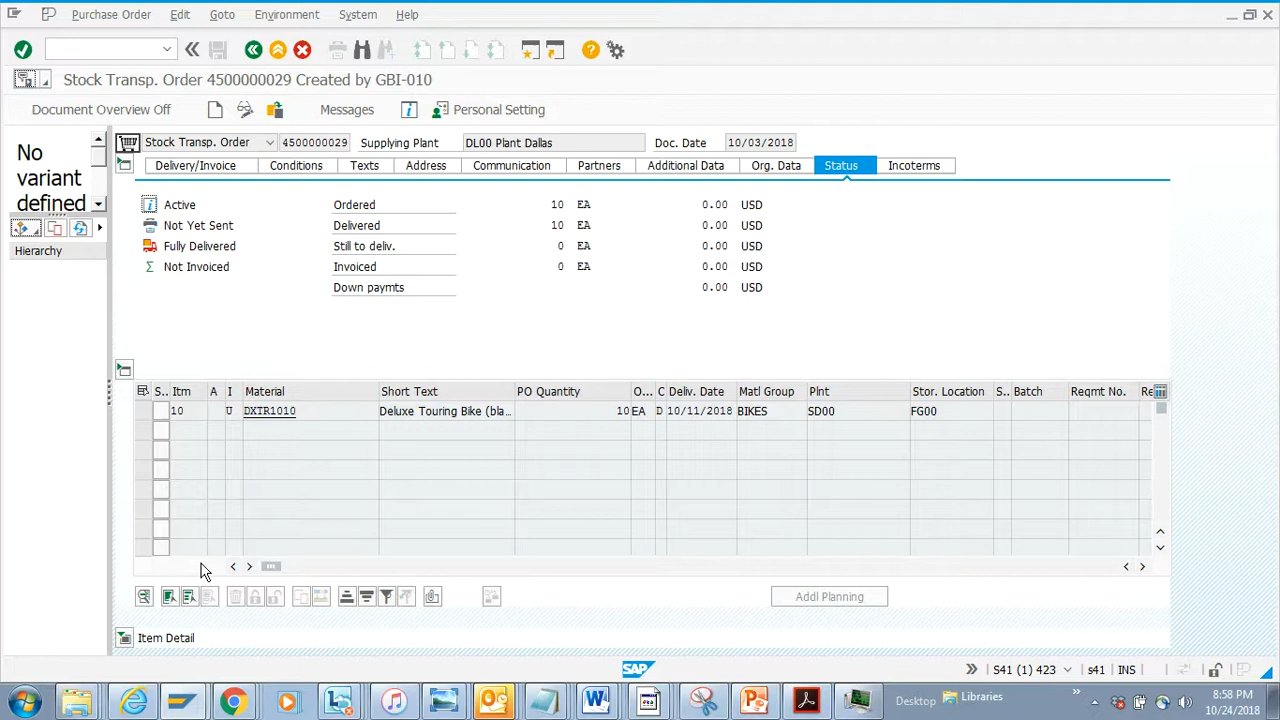 Purchase Order Edit Goto Environment System Help
Stock Transp. Order 4500000029 Created by GBI-010
Document Overview Off Messages Personal Setting
No variant defined
Hierarchy
Stock Transp. Order 4500000029 Supplying Plant DL00 Plant Dallas Doc. Date 10/03/2018
Delivery/Invoice Conditions Texts Address Communication Partners Additional Data Org. Data Status Incoterms
Active Ordered 10 EA 0.00 USD
Not Yet Sent Delivered 10 EA 0.00 USD
Fully Delivered Still to deliv. 0 EA 0.00 USD
Not Invoiced Invoiced 0 EA 0.00 USD
Down paymts 0.00 USD
S.. Itm A I Material Short Text PO Quantity O... C Deliv. Date Matl Group Plnt Stor. Location S.. Batch Reqmt No. Re
10 U DXTR1010 Deluxe Touring Bike (bla... 10 EA D 10/11/2018 BIKES SD00 FG00
Addl Planning
Item Detail
SAP S41 (1) 423 s41 INS
Desktop Libraries
8:58 PM
10/24/2018